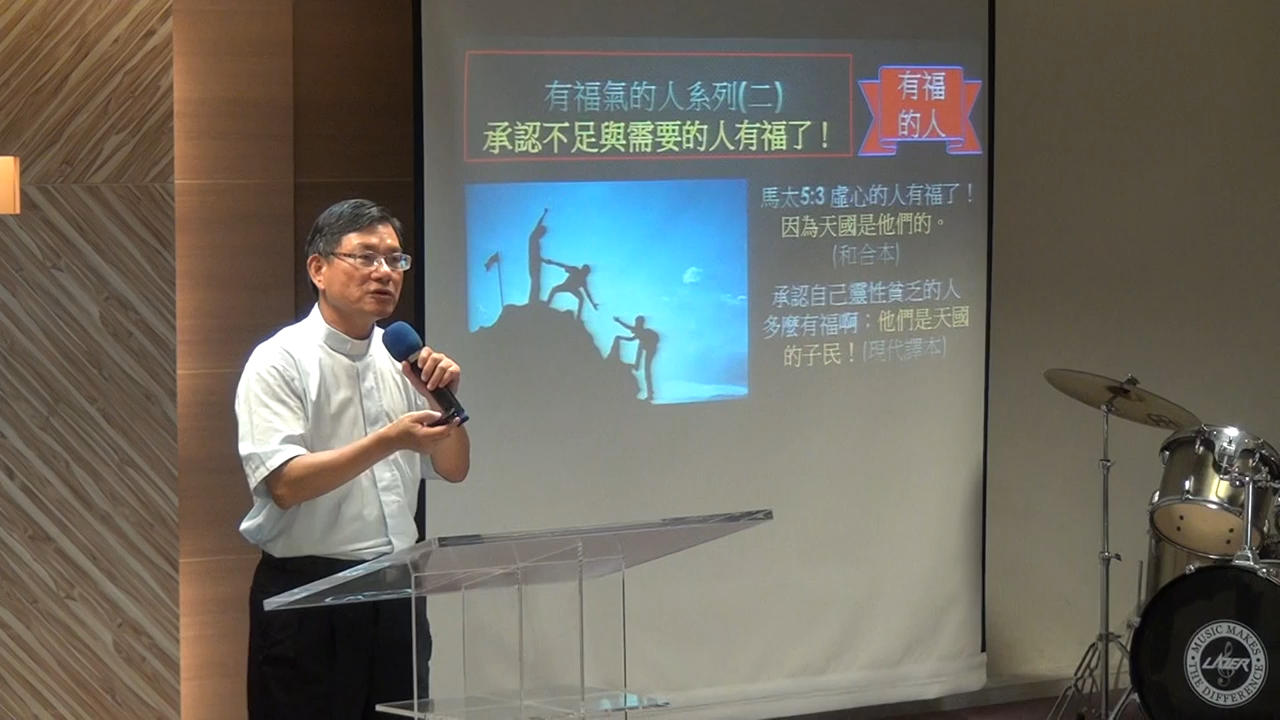 有福氣的人系列(二)
承認不足與需要的人有福了！
有福
的人
馬太5:3 虛心的人有福了！
因為天國是他們的。
(和合本)
承認自己靈性貧乏的人
多麼有福啊；他們是天國
的子民！(現代譯本)
MUSIC MAKES
LAZER
THE DIFFERENCE